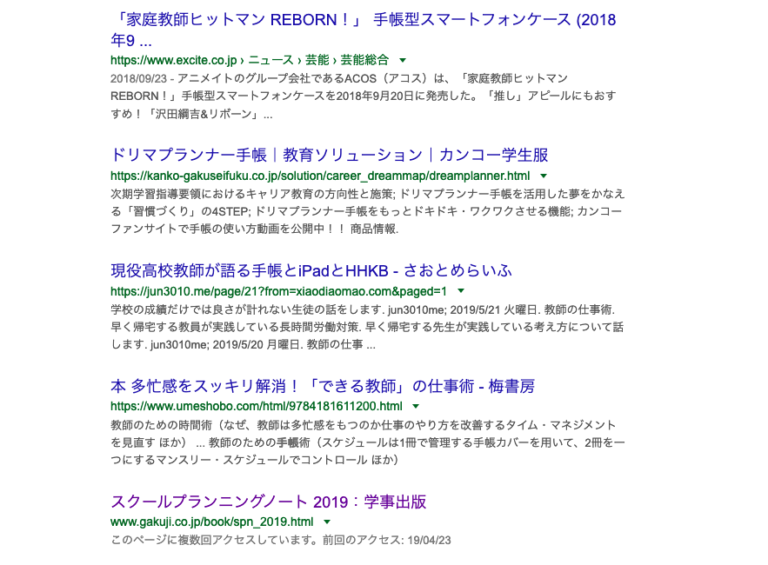 「家庭教師ヒットマン REBORN！」 手帳型スマートフォンケース (2018
年9 ...
https://www.excite.co.jp › ニュース › 芸能 › 芸能総合
2018/09/23 - アニメイトのグループ会社であるACOS（アコス）は、「家庭教師ヒットマン
REBORN！」手帳型スマートフォンケースを2018年9月20日に発売した。「推し」アピールにもおす
すめ！「沢田綱吉&リボーン」...
ドリマプランナー手帳｜教育ソリューション｜カンコー学生服
https://kanko-gakuseifuku.co.jp/solution/career_dreammap/dreamplanner.html
次期学習指導要領におけるキャリア教育の方向性と施策; ドリマプランナー手帳を活用した夢をかなえ
る「習慣づくり」の4STEP; ドリマプランナー手帳をもっとドキドキ・ワクワクさせる機能; カンコー
ファンサイトで手帳の使い方動画を公開中！！ 商品情報.
現役高校教師が語る手帳とiPadとHHKB - さおとめらいふ
https://jun3010.me/page/21?from=xiaodiaomao.com&paged=1
学校の成績だけでは良さが計れない生徒の話をします. jun3010me; 2019/5/21 火曜日. 教師の仕事術.
早く帰宅する教員が実践している長時間労働対策. 早く帰宅する先生が実践している考え方について話
します. jun3010me; 2019/5/20 月曜日. 教師の仕事 ...
本 多忙感をスッキリ解消！「できる教師」の仕事術 - 梅書房
https://www.umeshobo.com/html/9784181611200.html
教師のための時間術（なぜ、教師は多忙感をもつのか仕事のやり方を改善するタイム・マネジメント
を見直す ほか） ... 教師のための手帳術（スケジュールは1冊で管理する手帳カバーを用いて、2冊を一
つにするマンスリー・スケジュールでコントロール ほか）
スクールプランニングノート 2019：学事出版
www.gakuji.co.jp/book/spn_2019.html
このページに複数回アクセスしています。前回のアクセス: 19/04/23